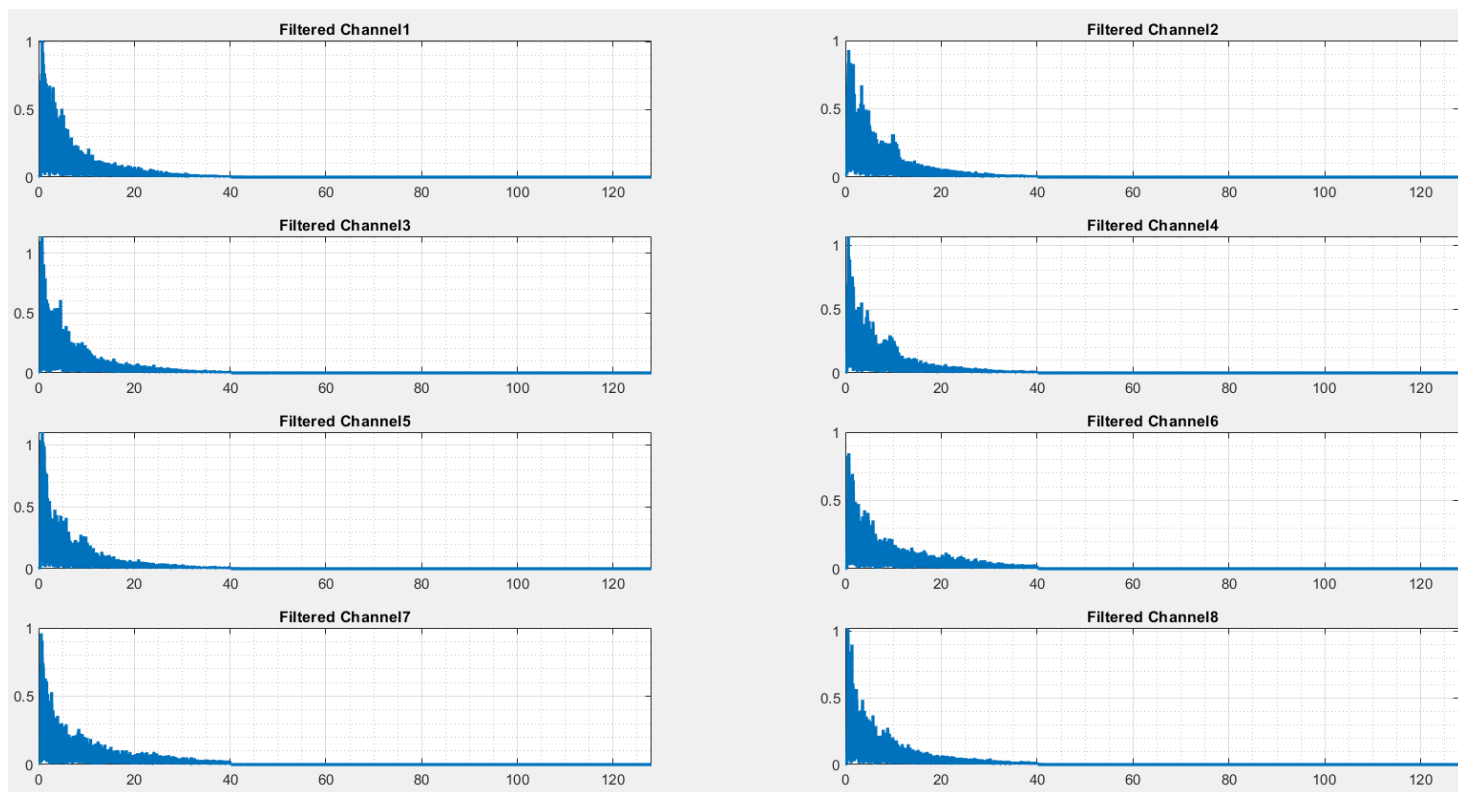 Filtered Channel1
1
0.5
0
0 20 40 60 80 100 120
Filtered Channel2
1
0.5
0
0 20 40 60 80 100 120
Filtered Channel3
1
0.5
0
0 20 40 60 80 100 120
Filtered Channel4
1
0.5
0
0 20 40 60 80 100 120
Filtered Channel5
1
0.5
0
0 20 40 60 80 100 120
Filtered Channel6
1
0.5
0
0 20 40 60 80 100 120
Filtered Channel7
1
0.5
0
0 20 40 60 80 100 120
Filtered Channel8
1
0.5
0
0 20 40 60 80 100 120